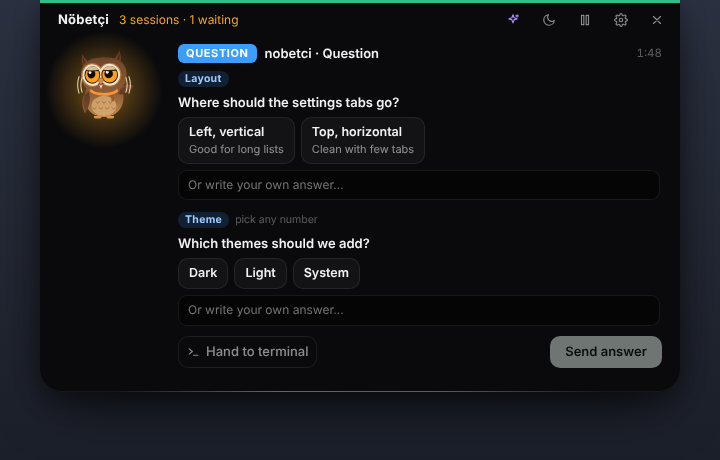 Nöbetçi 3 sessions · 1 waiting
QUESTION nobetci · Question 1:48
Layout
Where should the settings tabs go?
Left, vertical Top, horizontal
Good for long lists Clean with few tabs
Or write your own answer...
Theme pick any number
Which themes should we add?
Dark Light System
Or write your own answer...
Hand to terminal Send answer